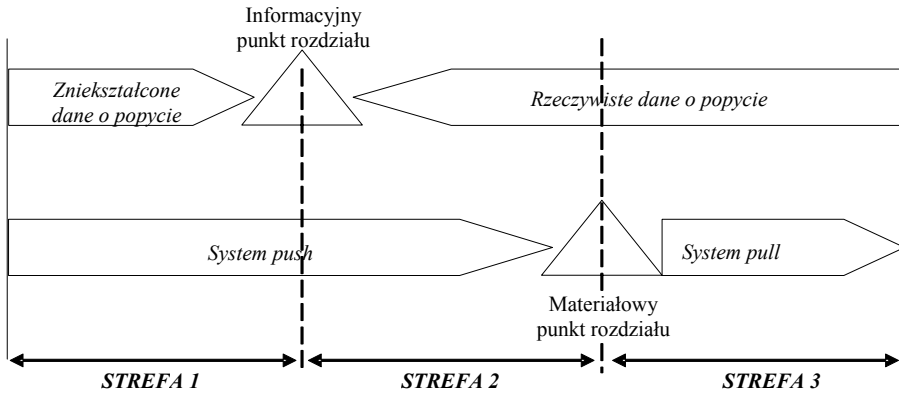 Informacyjny
punkt rozdziału
Zniekształcone
dane o popycie
Rzeczywiste dane o popycie
System push
System pull
Materiałowy
punkt rozdziału
STREFA 1
STREFA 2
STREFA 3